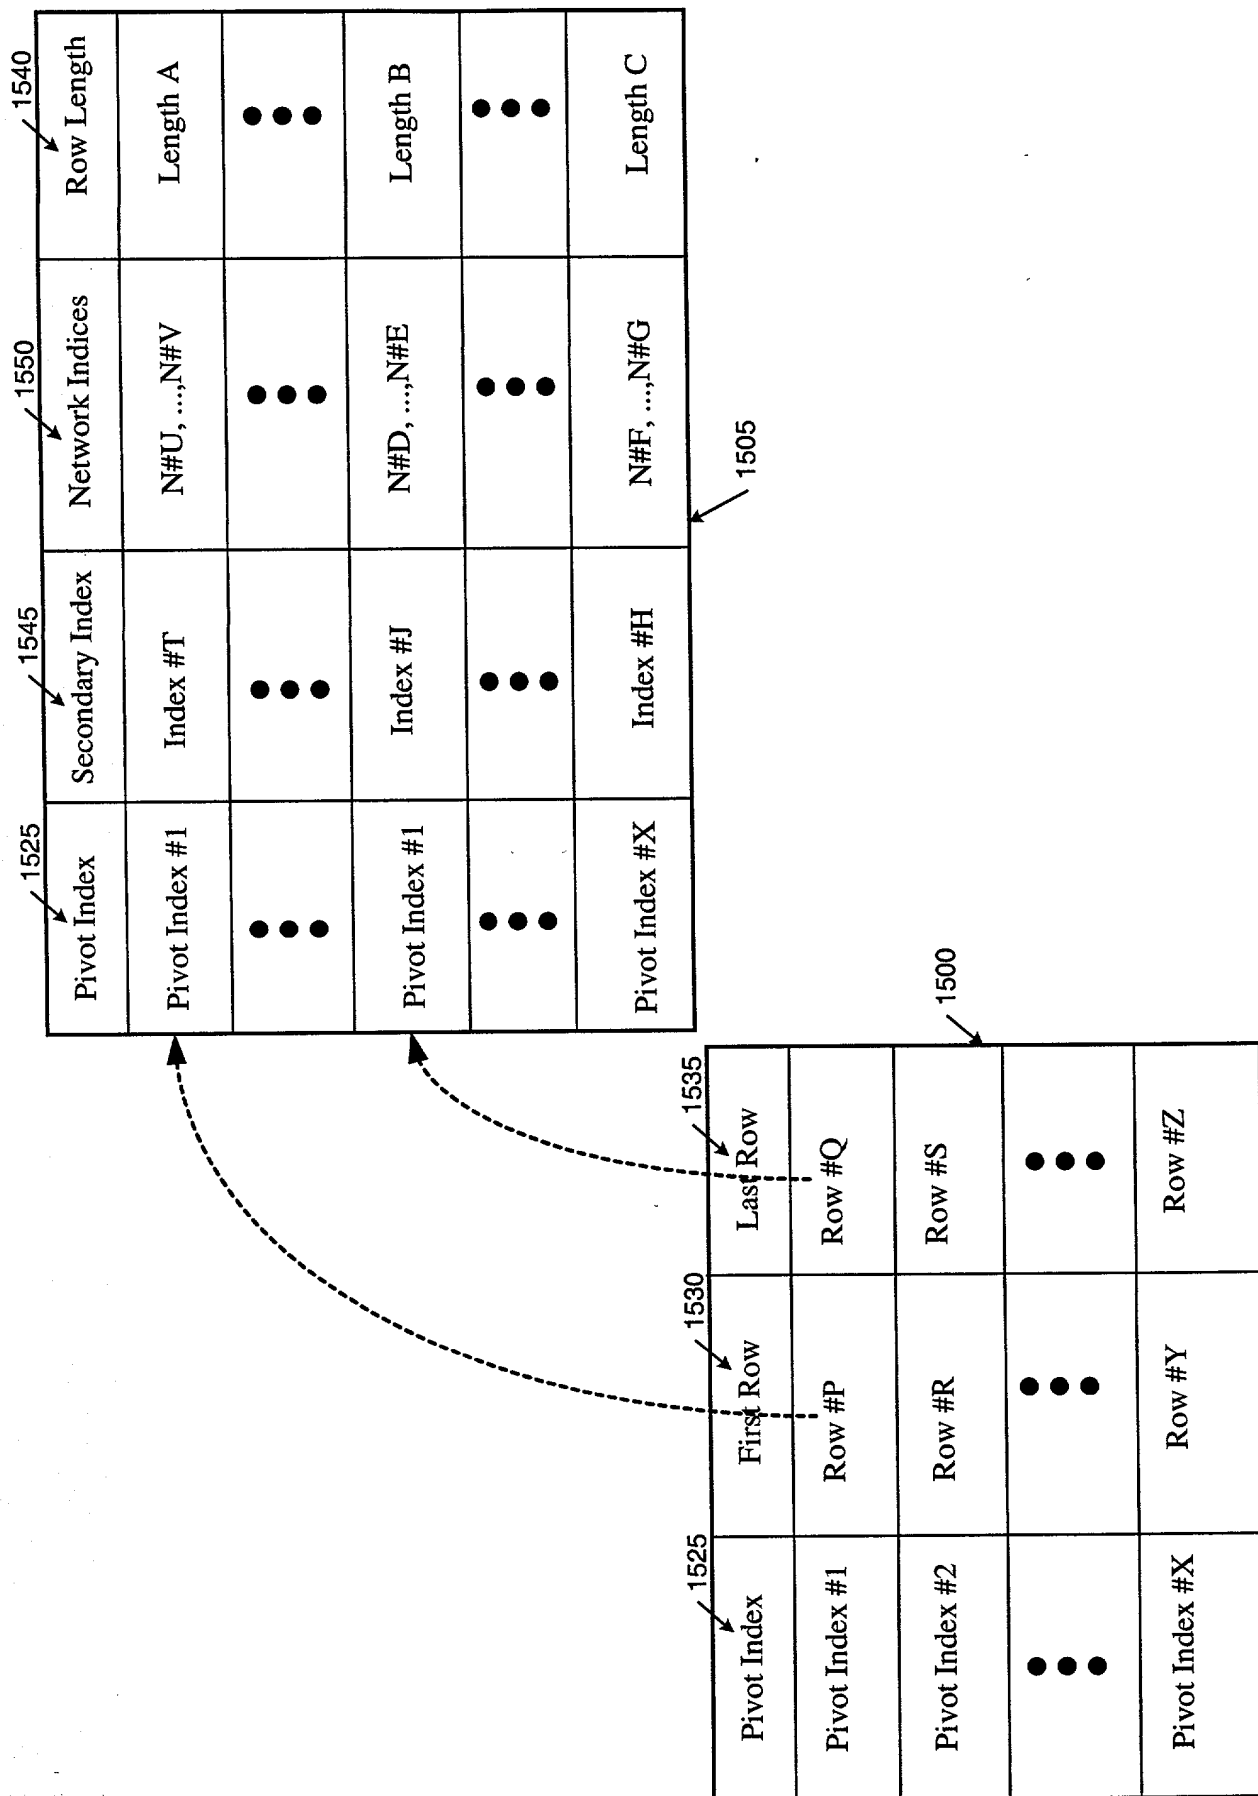 1525
1530
1535
1500
Pivot Index First Row Last Row
Pivot Index #1 Row #P Row #Q
Pivot Index #2 Row #R Row #S
Pivot Index #X Row #Y Row #Z
1525
1545
1550
1540
Pivot Index Secondary Index Network Indices Row Length
Pivot Index #1 Index #T N#U, ...,N#V Length A
Pivot Index #1 Index #J N#D, ...,N#E Length B
Pivot Index #X Index #H N#F, ...,N#G Length C
1505